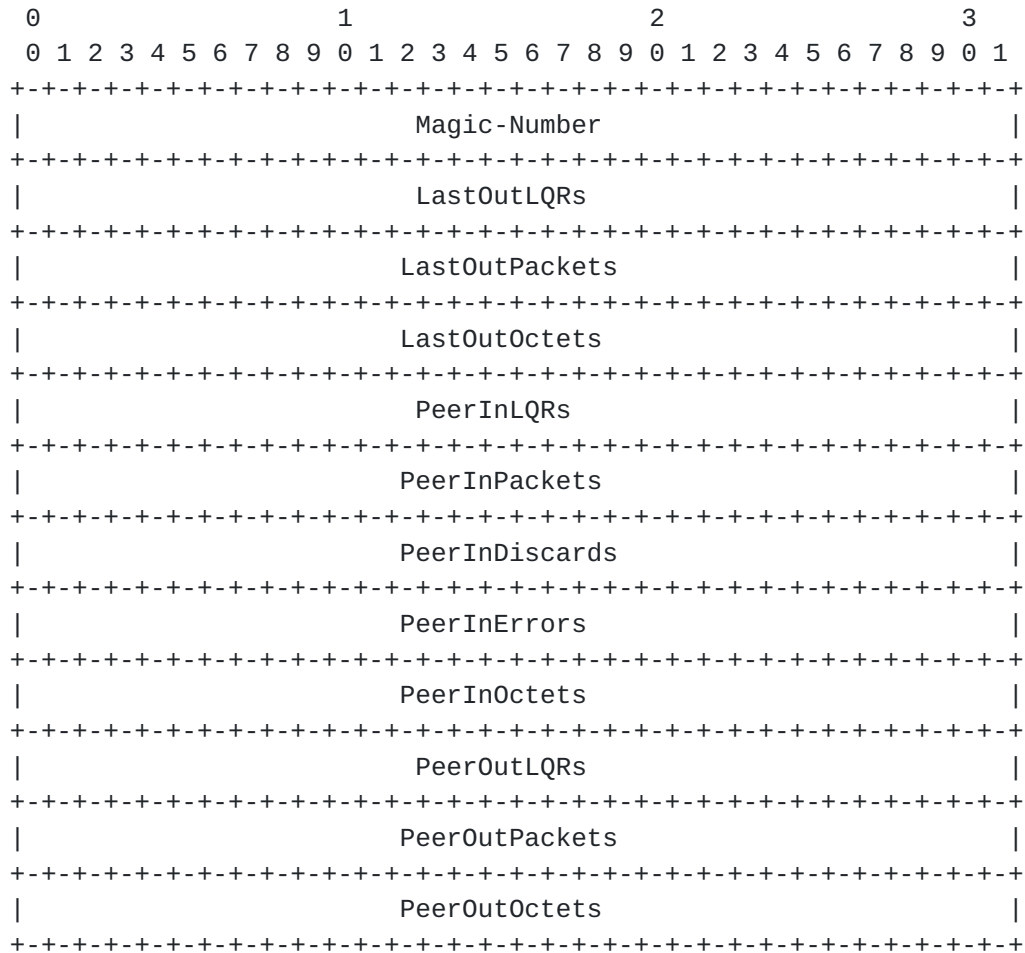 0                   1                   2                   3
 0 1 2 3 4 5 6 7 8 9 0 1 2 3 4 5 6 7 8 9 0 1 2 3 4 5 6 7 8 9 0 1
+-+-+-+-+-+-+-+-+-+-+-+-+-+-+-+-+-+-+-+-+-+-+-+-+-+-+-+-+-+-+-+-+
|                         Magic-Number                          |
+-+-+-+-+-+-+-+-+-+-+-+-+-+-+-+-+-+-+-+-+-+-+-+-+-+-+-+-+-+-+-+-+
|                         LastOutLQRs                           |
+-+-+-+-+-+-+-+-+-+-+-+-+-+-+-+-+-+-+-+-+-+-+-+-+-+-+-+-+-+-+-+-+
|                        LastOutPackets                         |
+-+-+-+-+-+-+-+-+-+-+-+-+-+-+-+-+-+-+-+-+-+-+-+-+-+-+-+-+-+-+-+-+
|                        LastOutOctets                          |
+-+-+-+-+-+-+-+-+-+-+-+-+-+-+-+-+-+-+-+-+-+-+-+-+-+-+-+-+-+-+-+-+
|                         PeerInLQRs                            |
+-+-+-+-+-+-+-+-+-+-+-+-+-+-+-+-+-+-+-+-+-+-+-+-+-+-+-+-+-+-+-+-+
|                        PeerInPackets                          |
+-+-+-+-+-+-+-+-+-+-+-+-+-+-+-+-+-+-+-+-+-+-+-+-+-+-+-+-+-+-+-+-+
|                        PeerInDiscards                         |
+-+-+-+-+-+-+-+-+-+-+-+-+-+-+-+-+-+-+-+-+-+-+-+-+-+-+-+-+-+-+-+-+
|                        PeerInErrors                           |
+-+-+-+-+-+-+-+-+-+-+-+-+-+-+-+-+-+-+-+-+-+-+-+-+-+-+-+-+-+-+-+-+
|                        PeerInOctets                           |
+-+-+-+-+-+-+-+-+-+-+-+-+-+-+-+-+-+-+-+-+-+-+-+-+-+-+-+-+-+-+-+-+
|                         PeerOutLQRs                           |
+-+-+-+-+-+-+-+-+-+-+-+-+-+-+-+-+-+-+-+-+-+-+-+-+-+-+-+-+-+-+-+-+
|                        PeerOutPackets                         |
+-+-+-+-+-+-+-+-+-+-+-+-+-+-+-+-+-+-+-+-+-+-+-+-+-+-+-+-+-+-+-+-+
|                        PeerOutOctets                          |
+-+-+-+-+-+-+-+-+-+-+-+-+-+-+-+-+-+-+-+-+-+-+-+-+-+-+-+-+-+-+-+-+